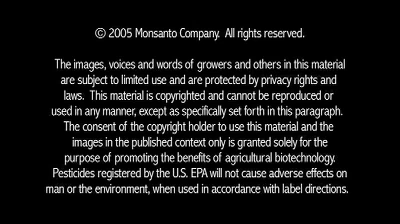 © 2005 Monsanto Company.  All rights reserved.
The images, voices and words of growers and others in this material
are subject to limited use and are protected by privacy rights and
laws.  This material is copyrighted and cannot be reproduced or
used in any manner, except as specifically set forth in this paragraph.
The consent of the copyright holder to use this material and the
images in the published context only is granted solely for the
purpose of promoting the benefits of agricultural biotechnology.
Pesticides registered by the U.S. EPA will not cause adverse effects on
man or the environment, when used in accordance with label directions.